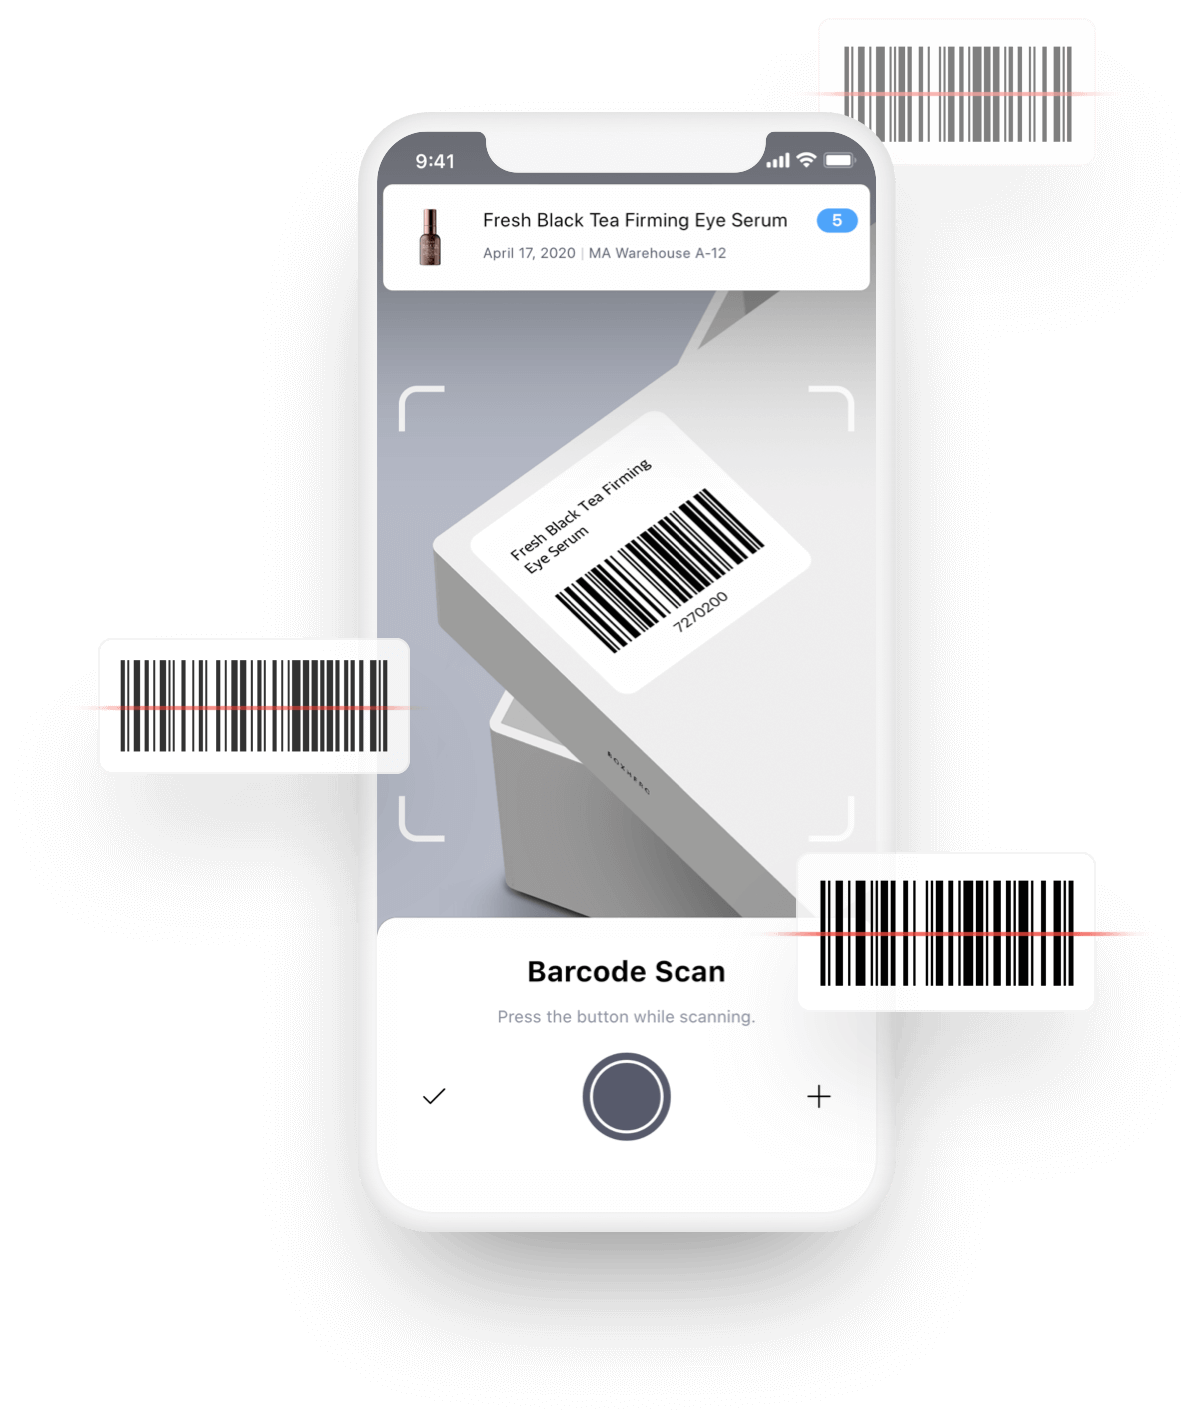 9:41
Fresh Black Tea Firming Eye Serum
5
April 17, 2020 | MA Warehouse A-12
Fresh Black Tea Firming
Eye Serum
7270200
BOXHERO
Barcode Scan
Press the button while scanning.